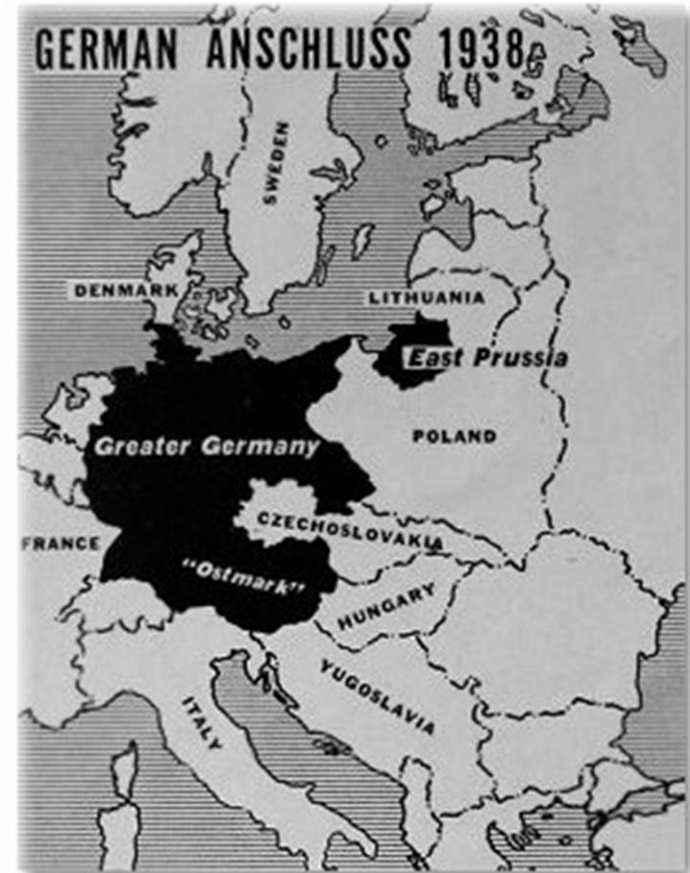 GERMAN ANSCHLUSS 1938
SWEDEN
DENMARK
LITHUANIA
East Prussia
POLAND
Greater Germany
CZECHOSLOVAKIA
FRANCE
"Ostmark"
HUNGARY
YUGOSLAVIA
ITALY